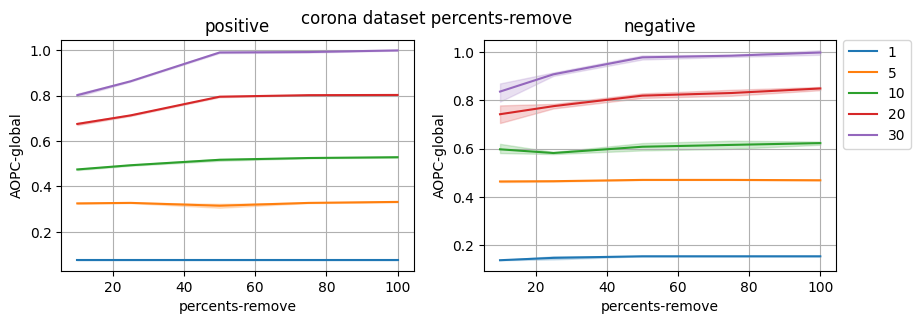 corona dataset percents-remove
positive
AOPC-global
1.0
0.8
0.6
0.4
0.2
20 40 60 80 100
percents-remove
negative
AOPC-global
1.0
0.8
0.6
0.4
0.2
20 40 60 80 100
percents-remove
1
5
10
20
30